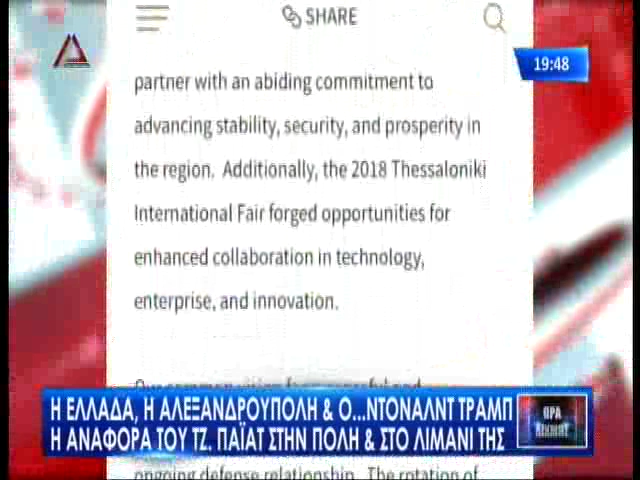 SHARE
19:48
partner with an abiding commitment to
advancing stability, security, and prosperity in
the region. Additionally, the 2018 Thessaloniki
International Fair forged opportunities for
enhanced collaboration in technology,
enterprise, and innovation.
Η ΕΛΛΑΔΑ, Η ΑΛΕΞΑΝΔΡΟΥΠΟΛΗ & Ο...ΝΤΟΝΑΛΝΤ ΤΡΑΜΠ
Η ΑΝΑΦΟΡΑ ΤΟΥ ΤΖ. ΠΑΪΑΤ ΣΤΗΝ ΠΟΛΗ & ΣΤΟ ΛΙΜΑΝΙ ΤΗΣ
ΩΡΑ
ongoing defense relationship. The rotation of